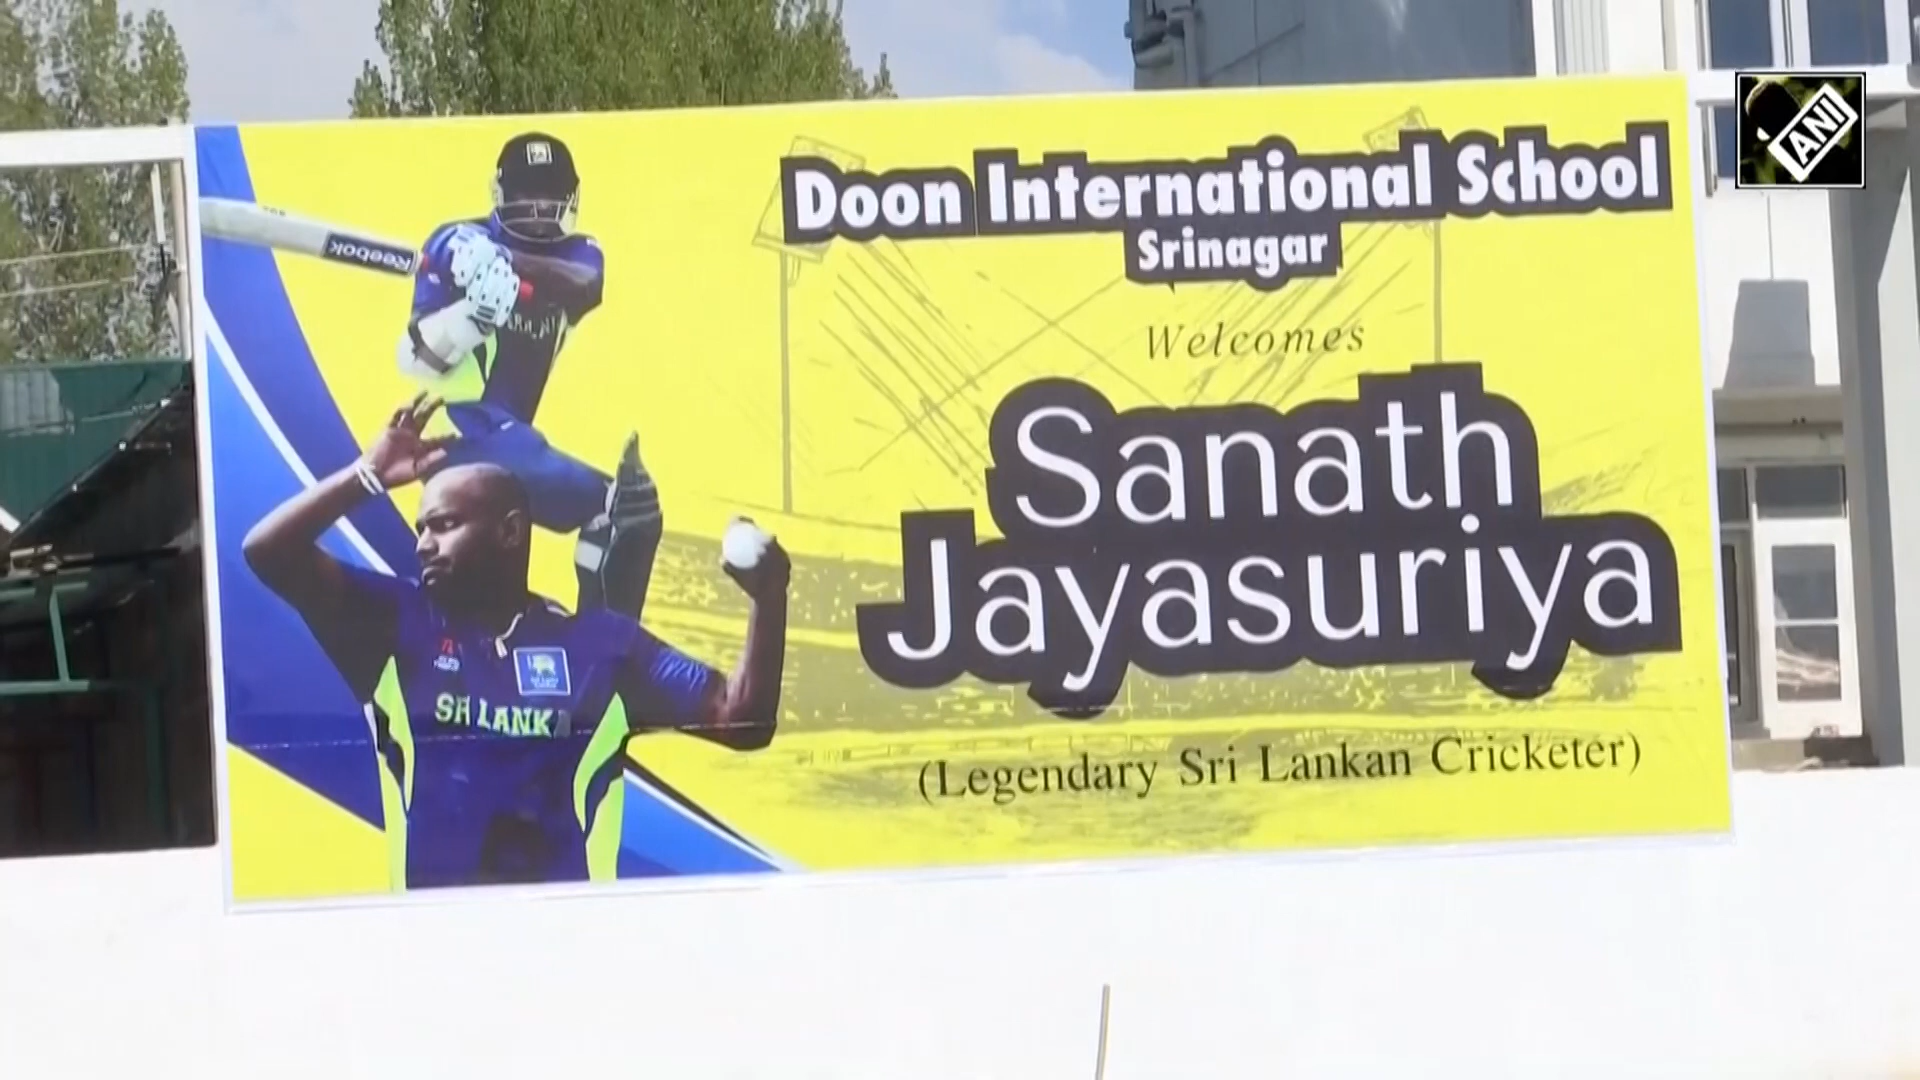 Doon International School
Srinagar
Welcomes
Sanath
Jayasuriya
(Legendary Sri Lankan Cricketer)
Reebok
SRI LANKA
ANI